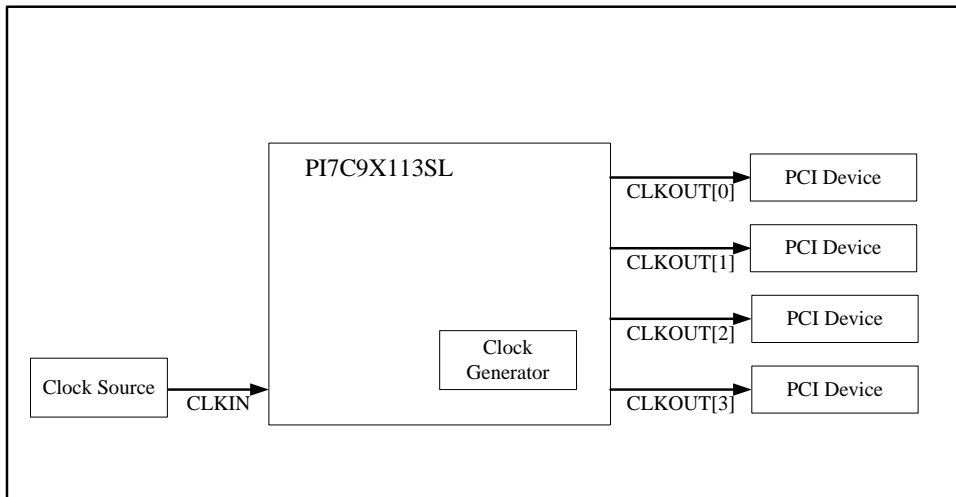 PI7C9X113SL
CLKOUT[0]
PCI Device
CLKOUT[1]
PCI Device
CLKOUT[2]
PCI Device
Clock
Generator
Clock Source
CLKIN
CLKOUT[3]
PCI Device